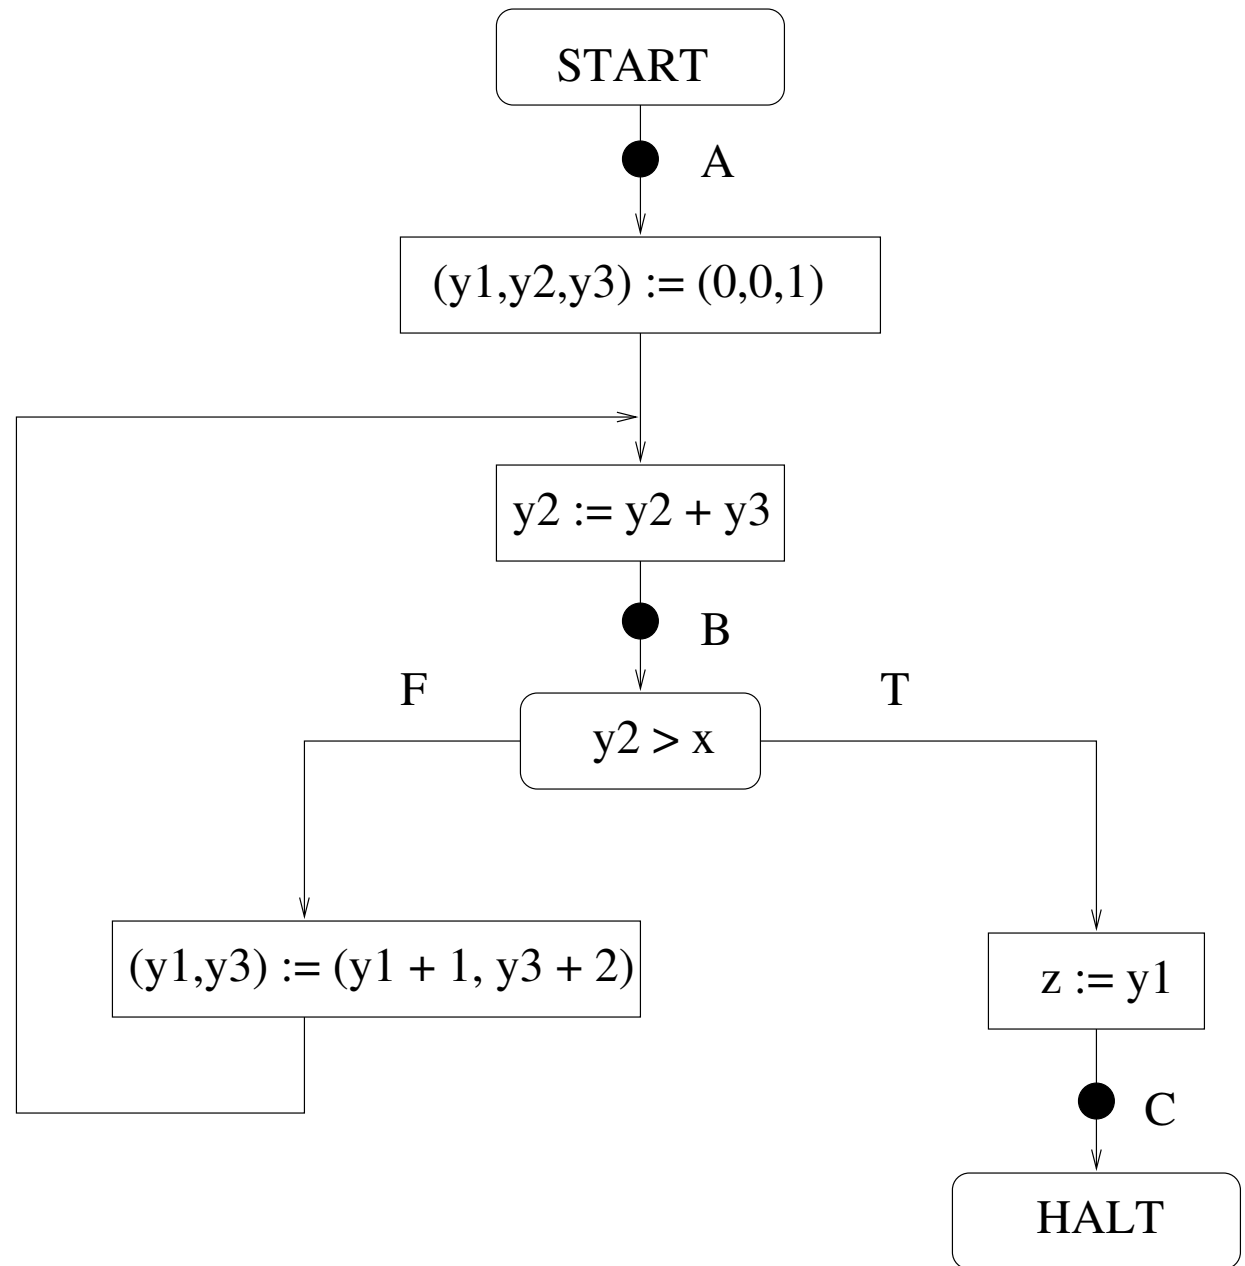 START
A
(y1,y2,y3) := (0,0,1)
y2 := y2 + y3
B
F
T
y2 > x
(y1,y3) := (y1 + 1, y3 + 2)
z := y1
C
HALT